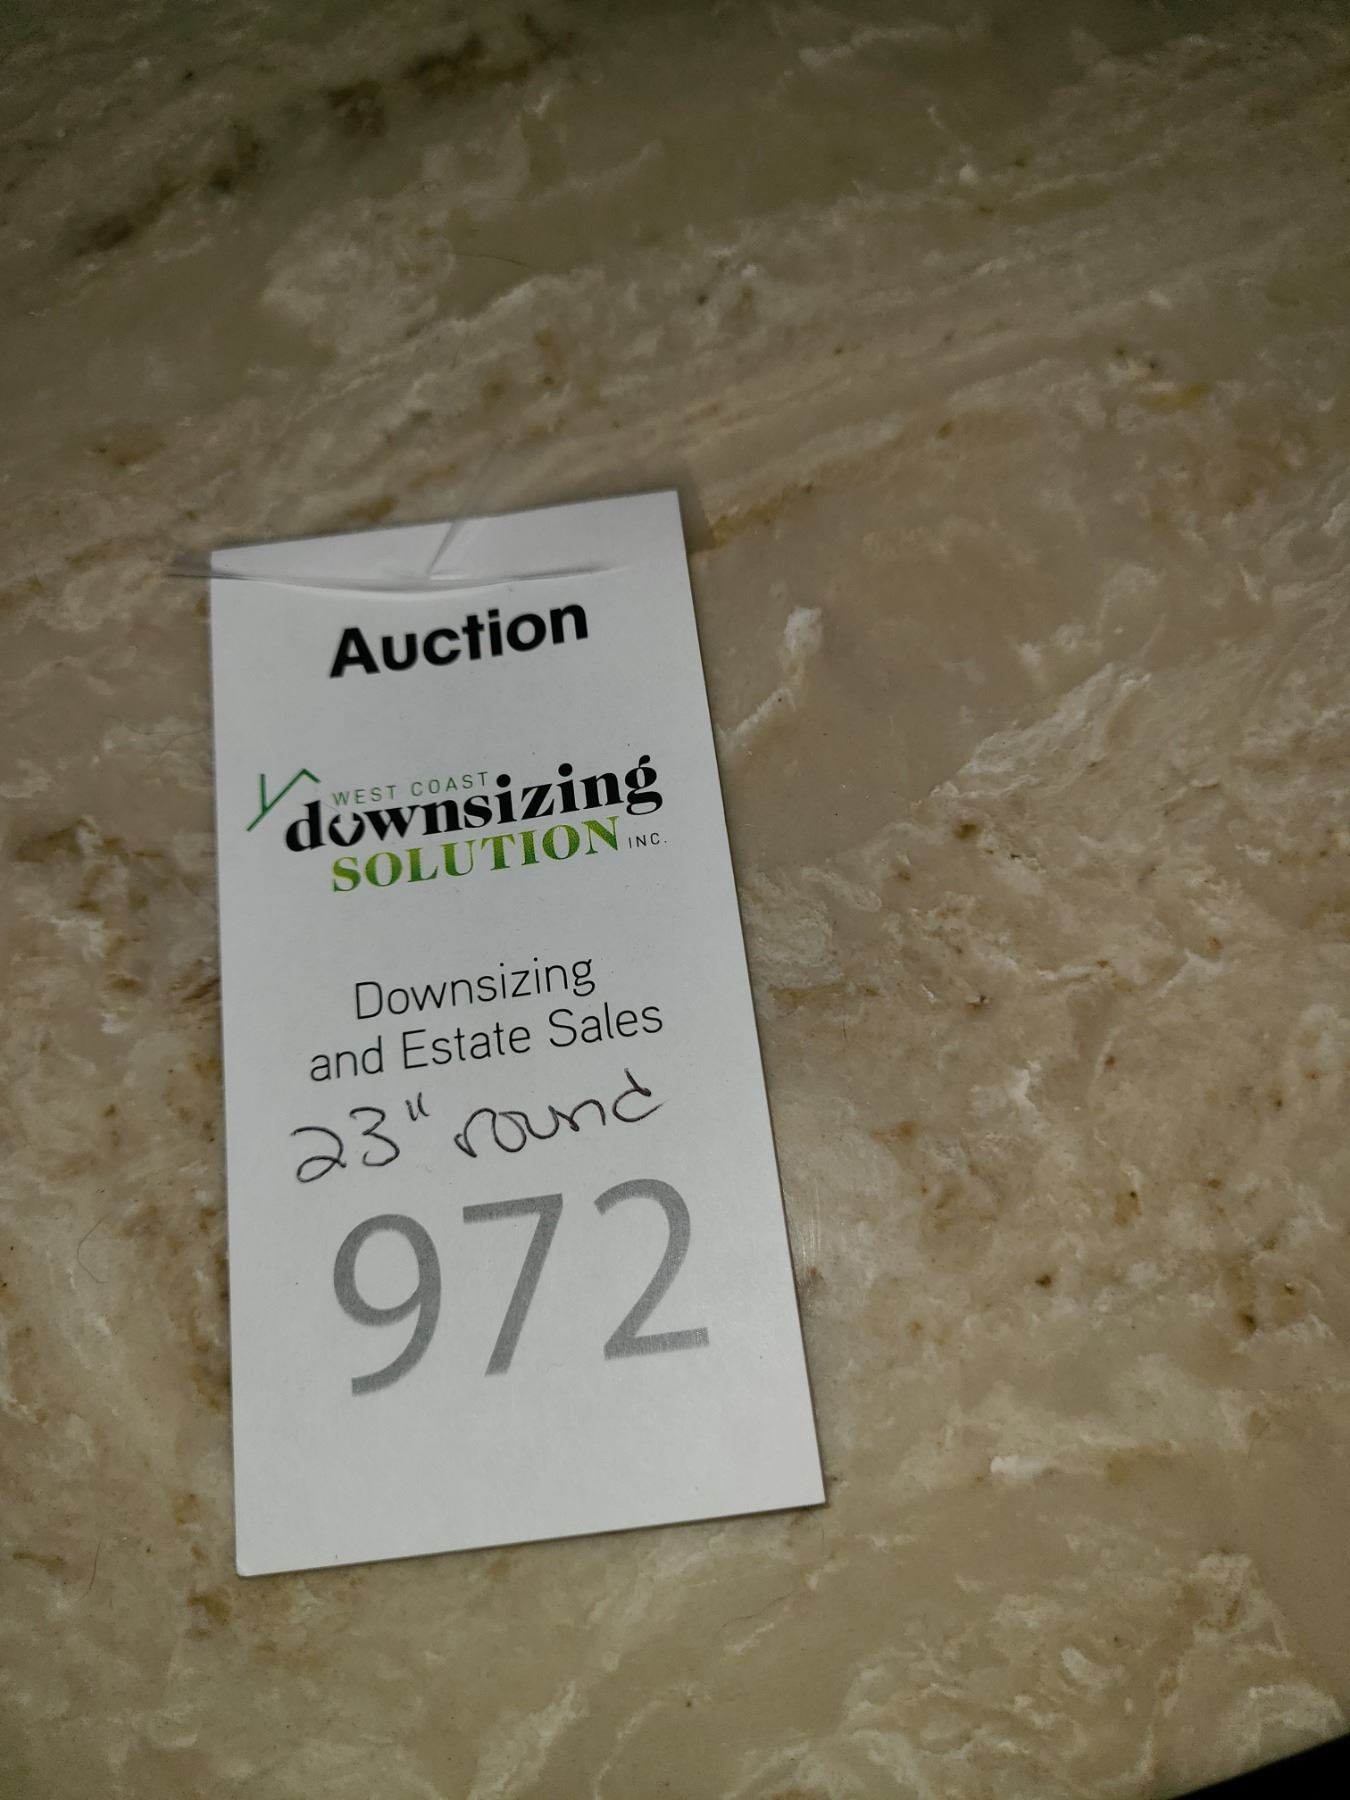 Auction
WEST COAST
downsizing
SOLUTION INC.
Downsizing
and Estate Sales
23" round
972